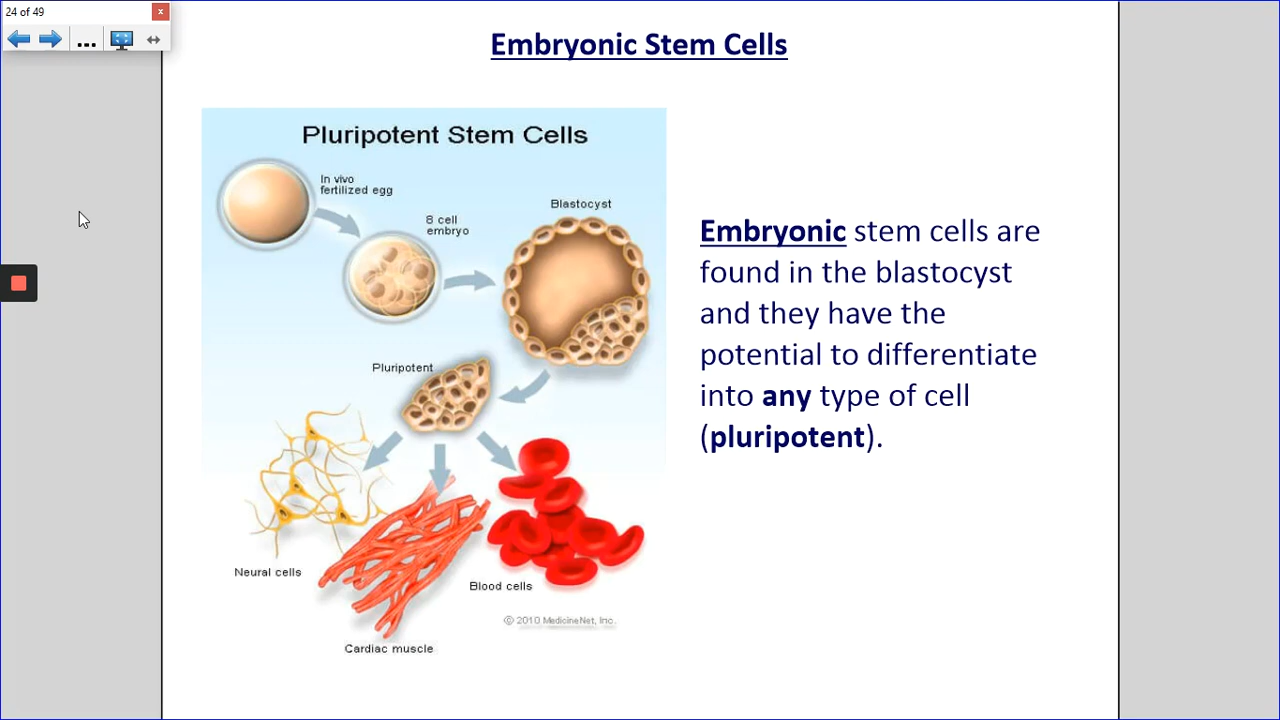 24 of 49
x
...
Embryonic Stem Cells
Pluripotent Stem Cells
In vivo
fertilized egg
8 cell
embryo
Blastocyst
Pluripotent
Neural cells
Blood cells
© 2010 MedicineNet, Inc.
Cardiac muscle
Embryonic stem cells are
found in the blastocyst
and they have the
potential to differentiate
into any type of cell
(pluripotent).